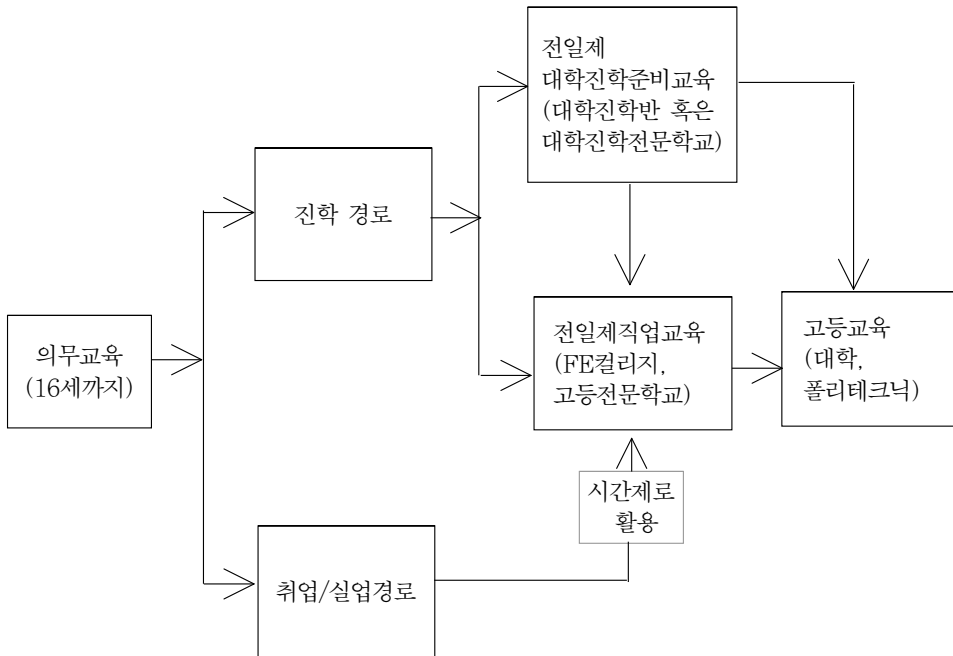 전일제
대학진학준비교육
(대학진학반 혹은
대학진학전문학교)
진학 경로
의무교육
(16세까지)
전일제직업교육
(FE컬리지,
고등전문학교)
고등교육
(대학,
폴리테크닉)
시간제로
활용
취업/실업경로